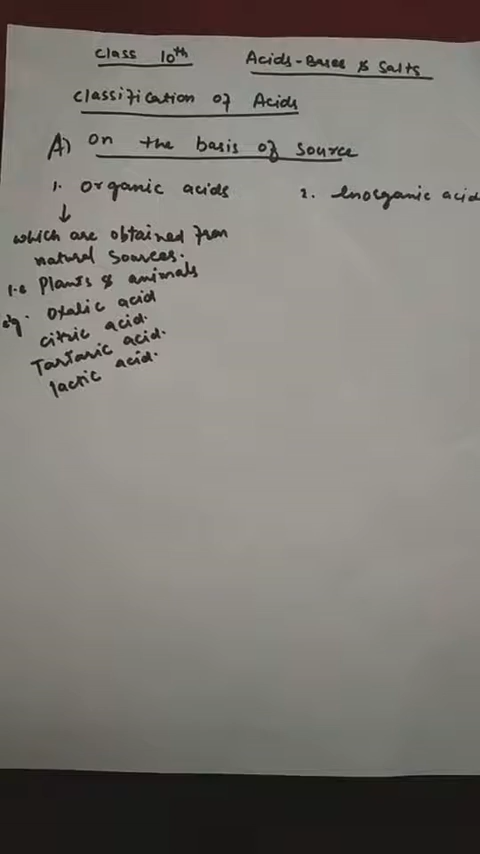 Class 10th Acids-Bases & Salts
Classification of Acids
A) On the basis of source
1. Organic acids 2. Inorganic acid
↓
which are obtained from
natural sources.
i.e Plants & animals
e.g. Oxalic acid
citric acid.
Tartaric acid.
lactic acid.